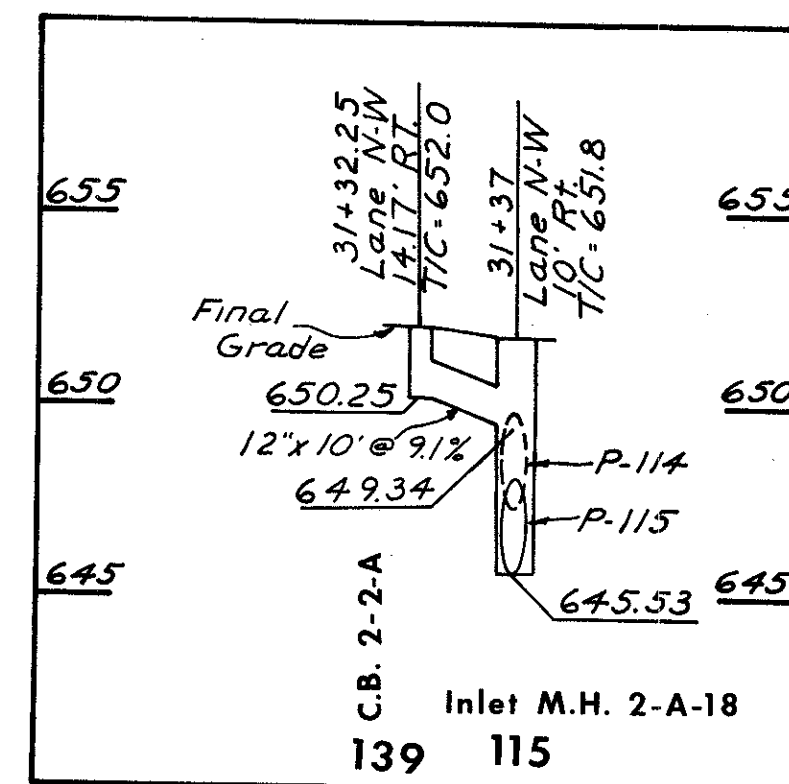 31+32.25
Lane N-W
14.17' RT.
T/C=652.0
31+37
Lane N-W
10' Rt.
T/C=651.8
655
655
Final
Grade
650
650
650.25
12"x10' @ 9.1%
649.34
P-114
P-115
645
645
645.53
C.B. 2-2-A
Inlet M.H. 2-A-18
139
115